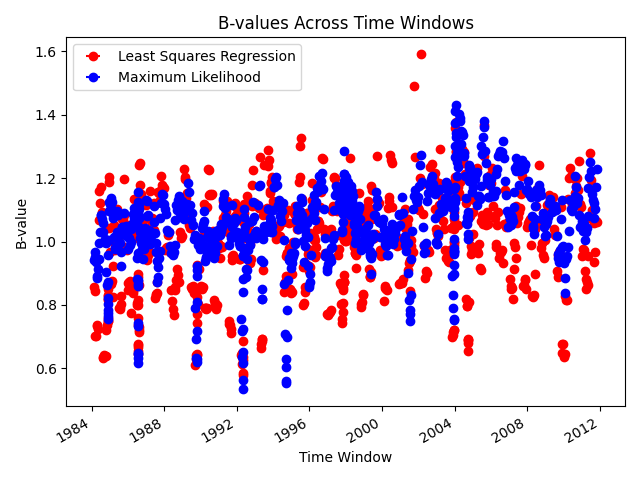 B-values Across Time Windows
Least Squares Regression
Maximum Likelihood
B-value
1.6
1.4
1.2
1.0
0.8
0.6
1984
1988
1992
1996
2000
2004
2008
2012
Time Window